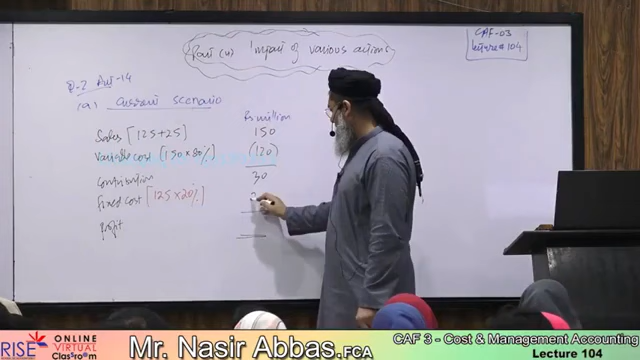 Part (iv) Impact of various actions
CAF-03
Lecture # 104
Q-2 Aut-14
(a) Current scenario
Rs million
Sales [125+25] 150
Variable cost [150 x 80%] (120)
Contribution 30
Fixed cost [125 x 20%]
Profit
RISE ONLINE VIRTUAL Classroom
Mr. Nasir Abbas.FCA
CAF 3 - Cost & Management Accounting
Lecture 104